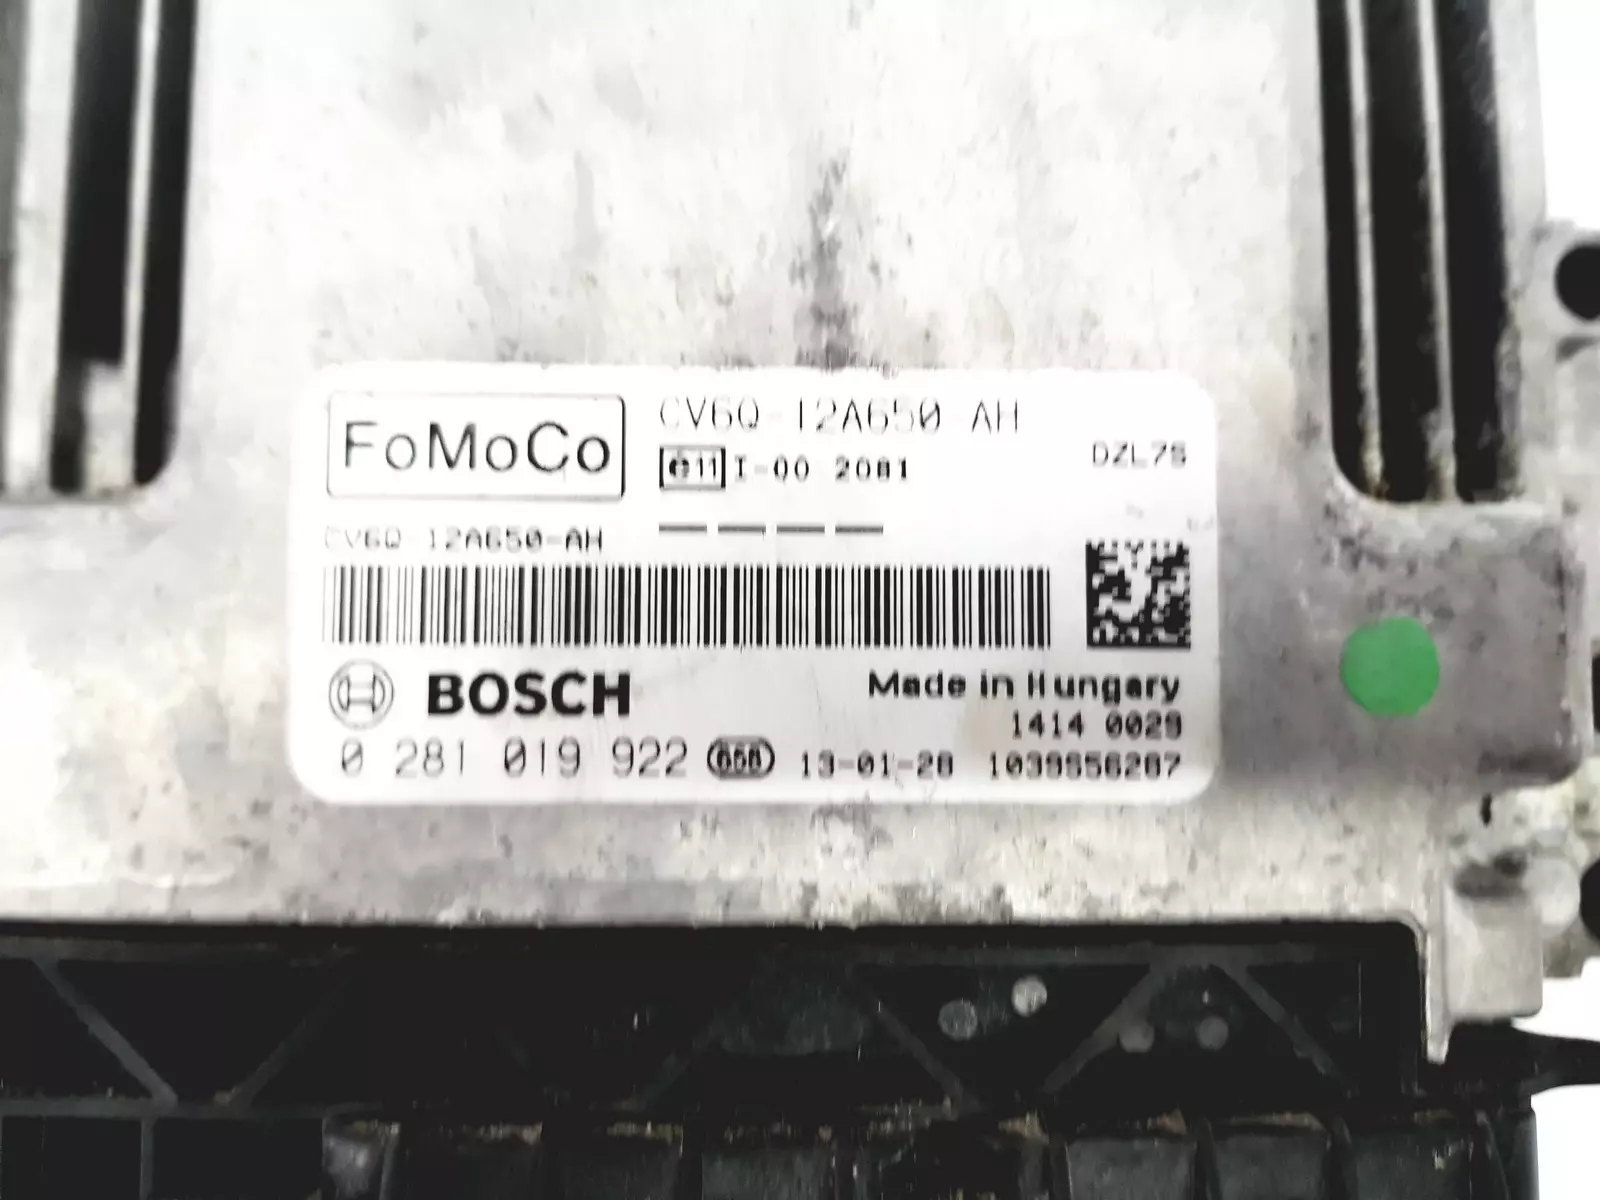 FoMoCo
CV6Q-12A650-AH
e11 I-00 2081
DZL7S
CV6Q-12A650-AH
BOSCH
Made in Hungary
1414 0029
0 281 019 922 13-01-28 1039S56287